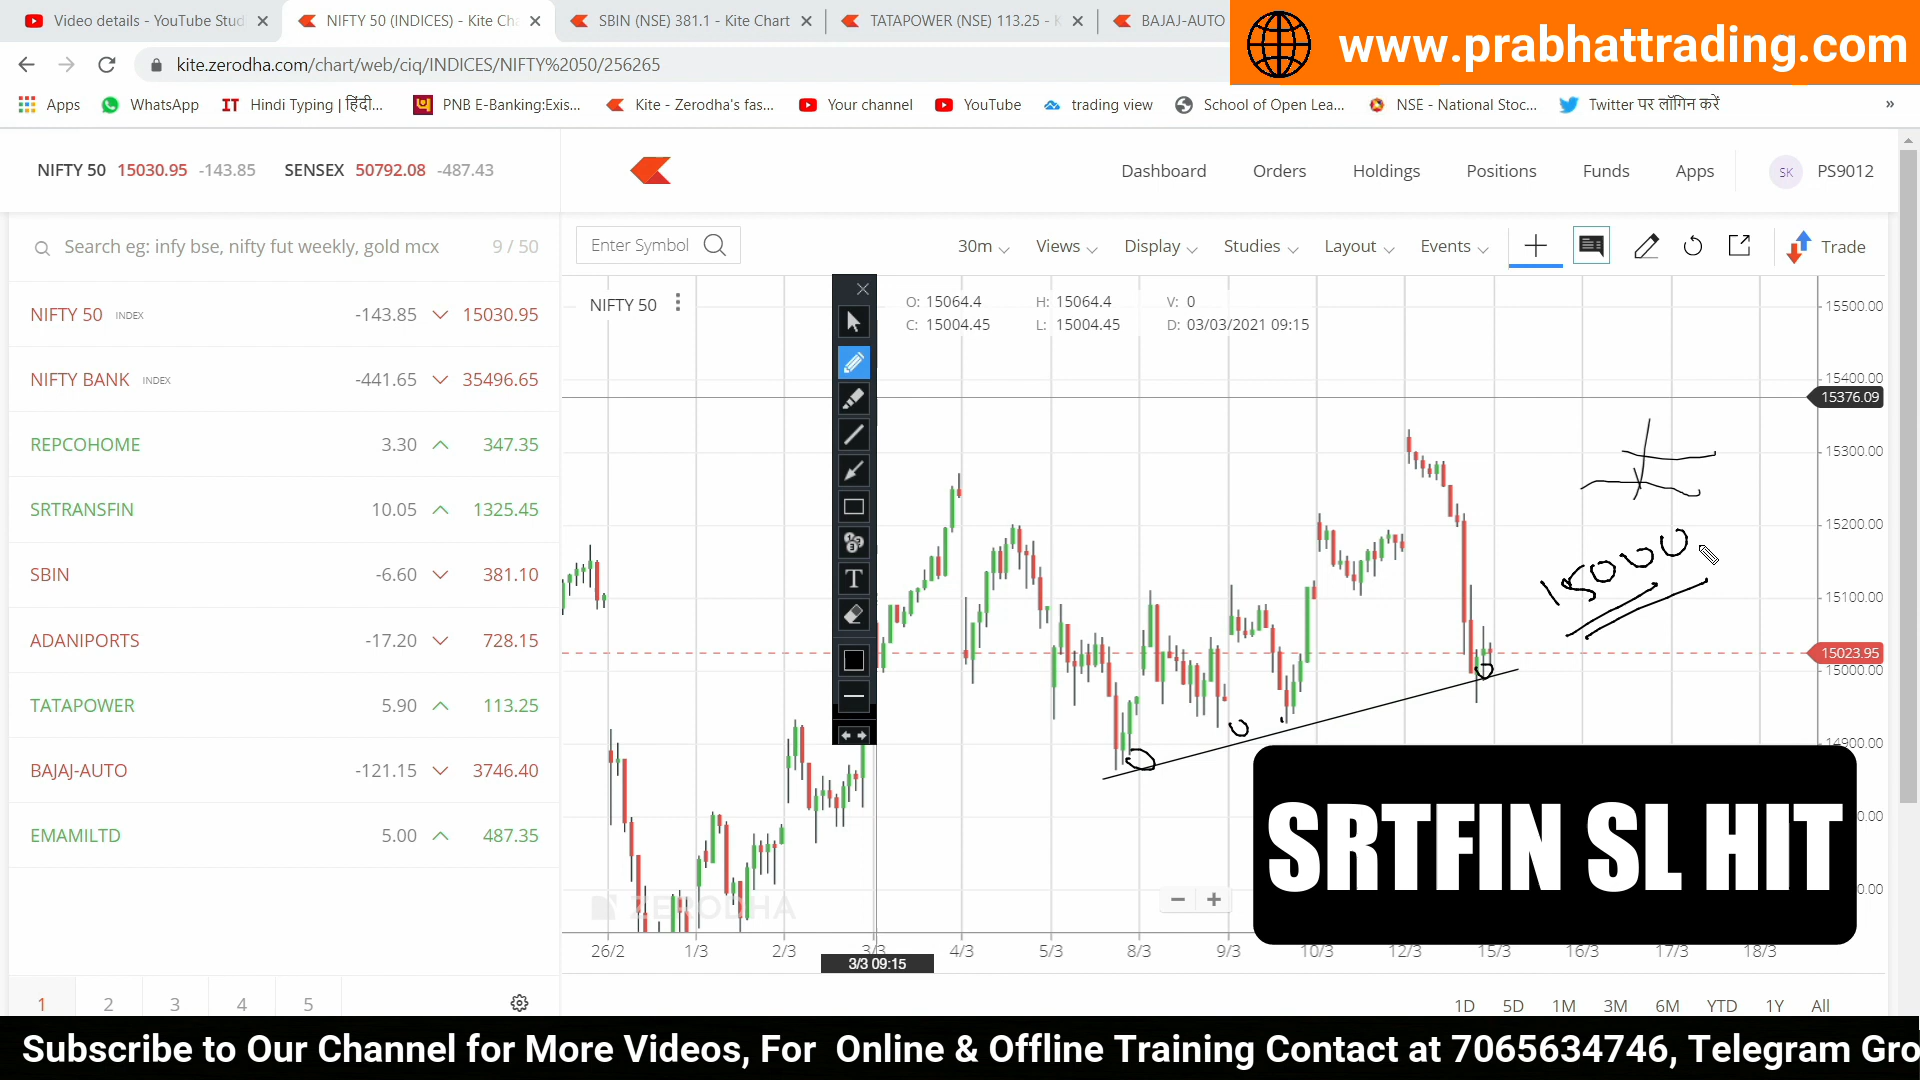 Video details - YouTube Stud
NIFTY 50 (INDICES) - Kite Cha
SBIN (NSE) 381.1 - Kite Chart
TATAPOWER (NSE) 113.25 - K
BAJAJ-AUTO
www.prabhattrading.com
kite.zerodha.com/chart/web/ciq/INDICES/NIFTY%2050/256265
Apps WhatsApp Hindi Typing | हिंदी... PNB E-Banking:Exis... Kite - Zerodha's fas... Your channel YouTube trading view School of Open Lea... NSE - National Stoc... Twitter पर लॉगिन करें »
NIFTY 50 15030.95 -143.85 SENSEX 50792.08 -487.43
Dashboard Orders Holdings Positions Funds Apps SK PS9012
Search eg: infy bse, nifty fut weekly, gold mcx 9 / 50
Enter Symbol 30m Views Display Studies Layout Events Trade
NIFTY 50 INDEX -143.85 15030.95
NIFTY BANK INDEX -441.65 35496.65
REPCOHOME 3.30 347.35
SRTRANSFIN 10.05 1325.45
SBIN -6.60 381.10
ADANIPORTS -17.20 728.15
TATAPOWER 5.90 113.25
BAJAJ-AUTO -121.15 3746.40
EMAMILTD 5.00 487.35
1 2 3 4 5
NIFTY 50
O: 15064.4 H: 15064.4 V: 0
C: 15004.45 L: 15004.45 D: 03/03/2021 09:15
T
15500.00
15400.00
15376.09
15300.00
15200.00
15100.00
15023.95
15000.00
14900.00
15000
ZERODHA
SRTFIN SL HIT
26/2 1/3 2/3 3/3 4/3 5/3 8/3 9/3 10/3 12/3 15/3 16/3 17/3 18/3
3/3 09:15
1D 5D 1M 3M 6M YTD 1Y All
Subscribe to Our Channel for More Videos, For Online & Offline Training Contact at 7065634746, Telegram Gro